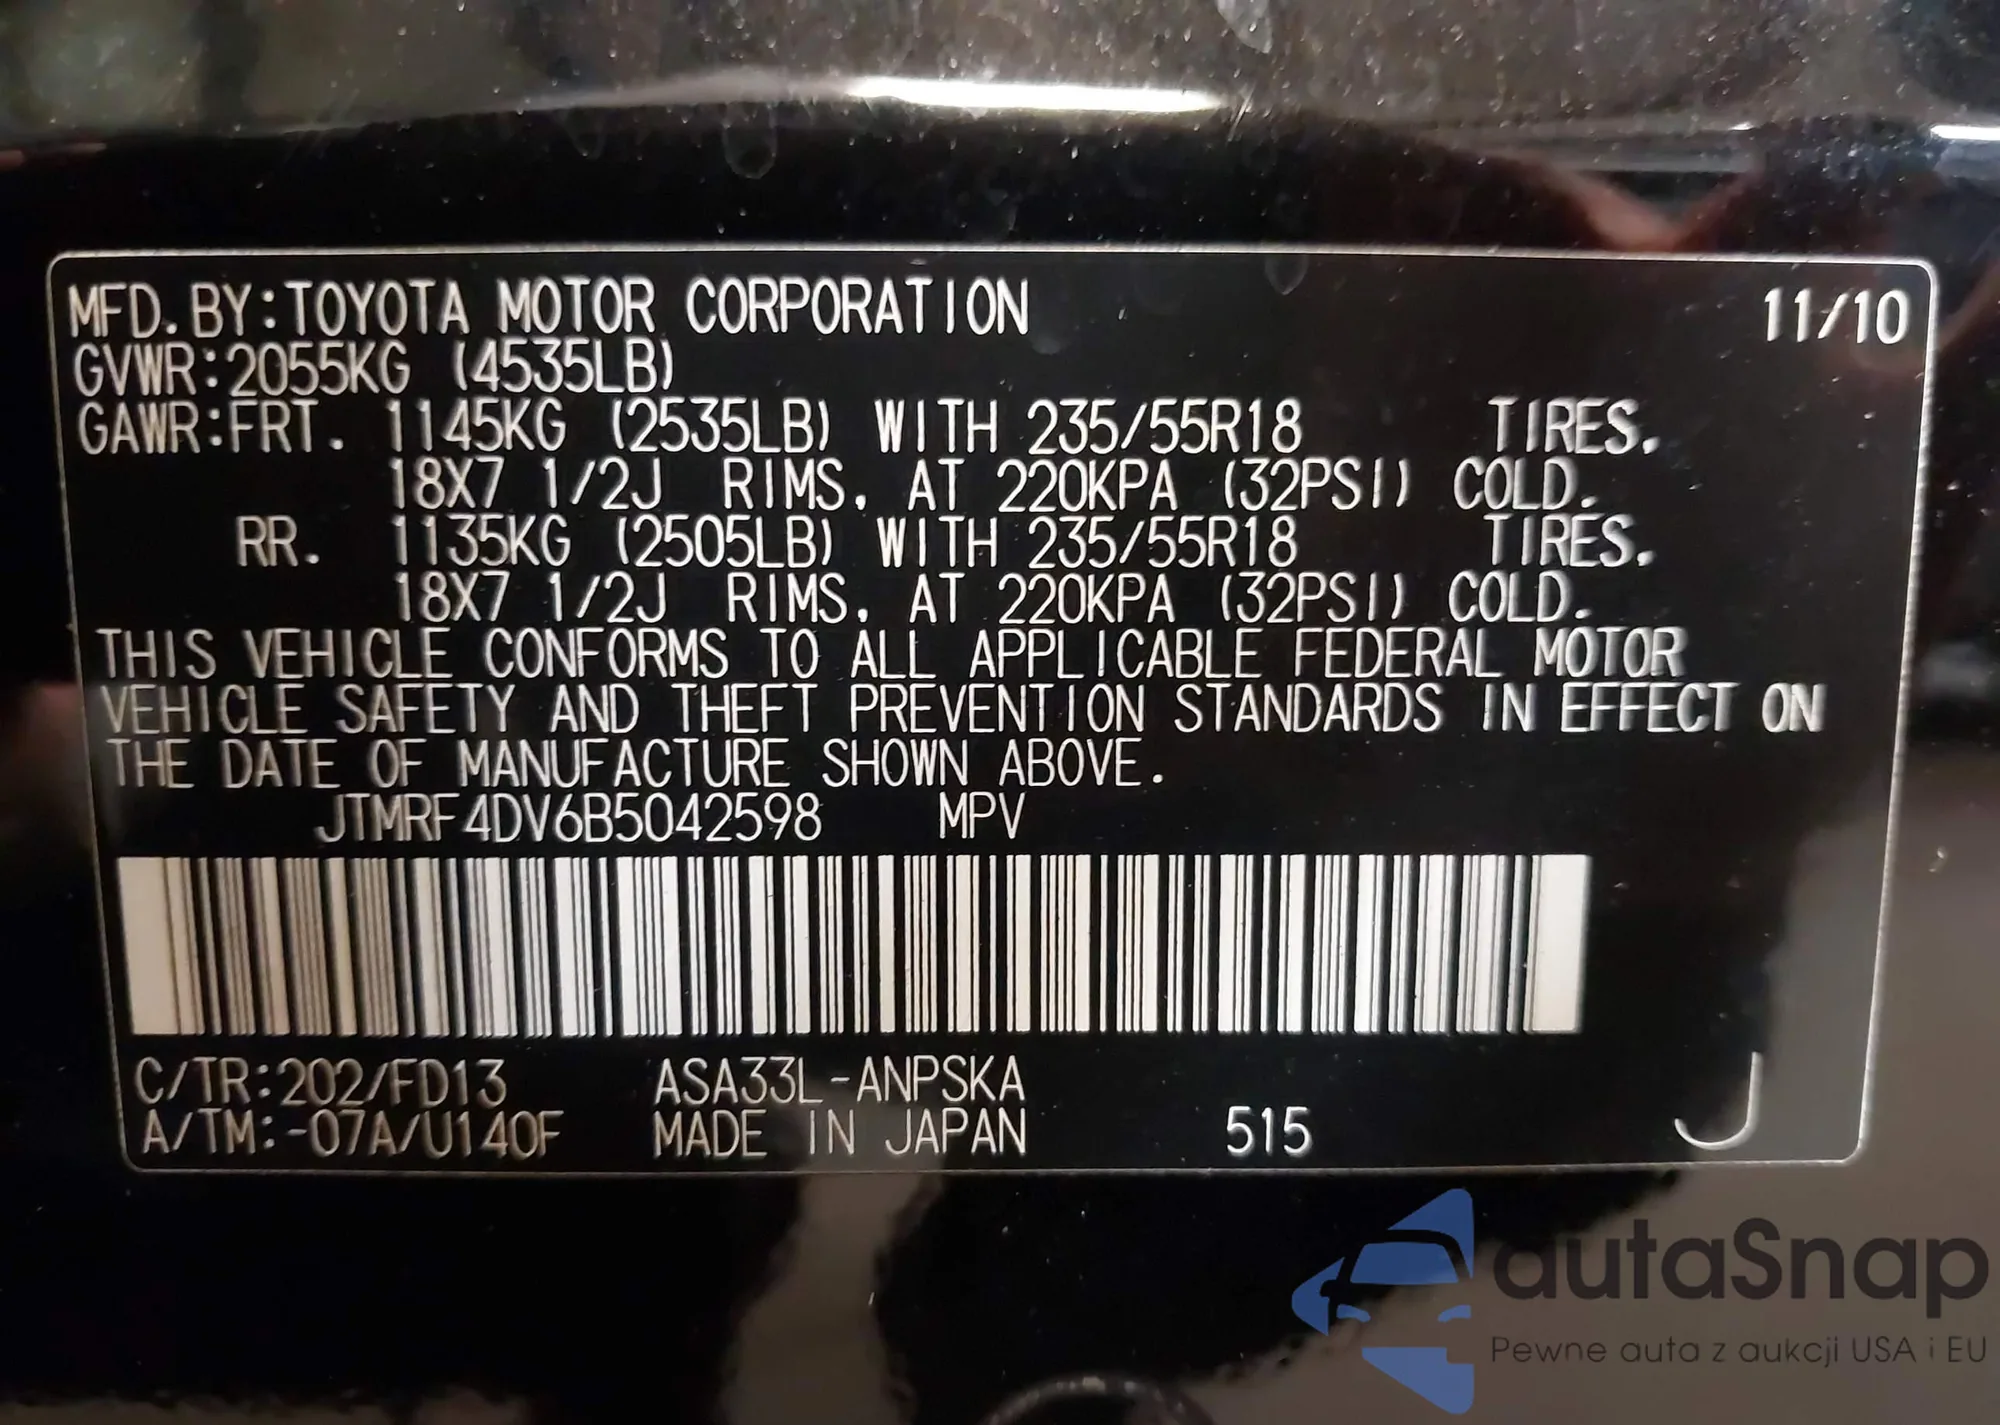 MFD.BY:TOYOTA MOTOR CORPORATION 11/10
GVWR:2055KG (4535LB)
GAWR:FRT. 1145KG (2535LB) WITH 235/55R18 TIRES,
18X7 1/2J RIMS, AT 220KPA (32PSI) COLD.
RR. 1135KG (2505LB) WITH 235/55R18 TIRES,
18X7 1/2J RIMS, AT 220KPA (32PSI) COLD.
THIS VEHICLE CONFORMS TO ALL APPLICABLE FEDERAL MOTOR
VEHICLE SAFETY AND THEFT PREVENTION STANDARDS IN EFFECT ON
THE DATE OF MANUFACTURE SHOWN ABOVE.
JTMRF4DV6B5042598 MPV
C/TR:202/FD13 ASA33L-ANPSKA
A/TM:-07A/U140F MADE IN JAPAN 515 J
autaSnap
Pewne auta z aukcji USA i EU